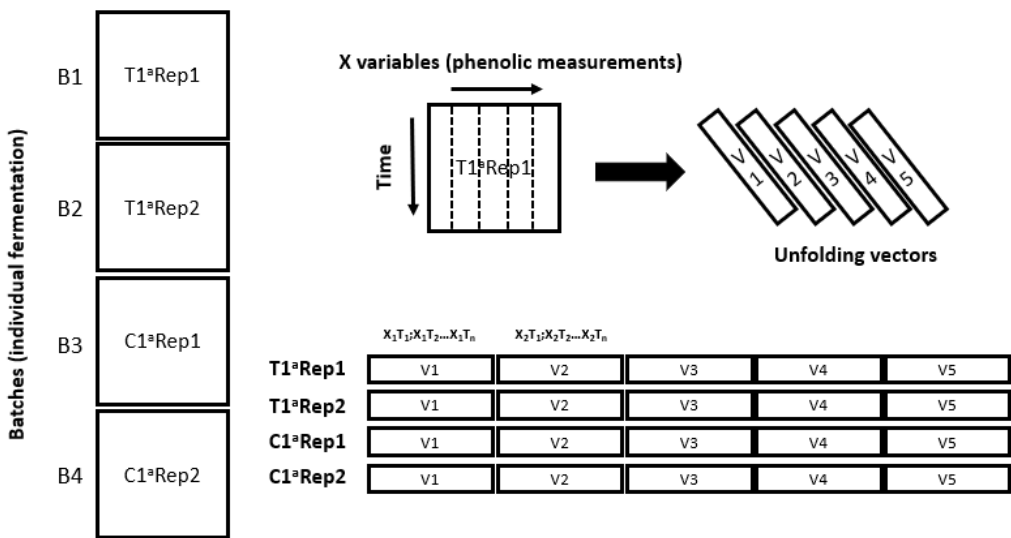 Batches (individual fermentation)
B1
T1ªRep1
B2
T1ªRep2
B3
C1ªRep1
B4
C1ªRep2
X variables (phenolic measurements)
Time
T1ªRep1
V1
V2
V3
V4
V5
Unfolding vectors
X₁T₁;X₁T₂...X₁Tₙ X₂T₁;X₂T₂...X₂Tₙ
T1ªRep1 V1 V2 V3 V4 V5
T1ªRep2 V1 V2 V3 V4 V5
C1ªRep1 V1 V2 V3 V4 V5
C1ªRep2 V1 V2 V3 V4 V5